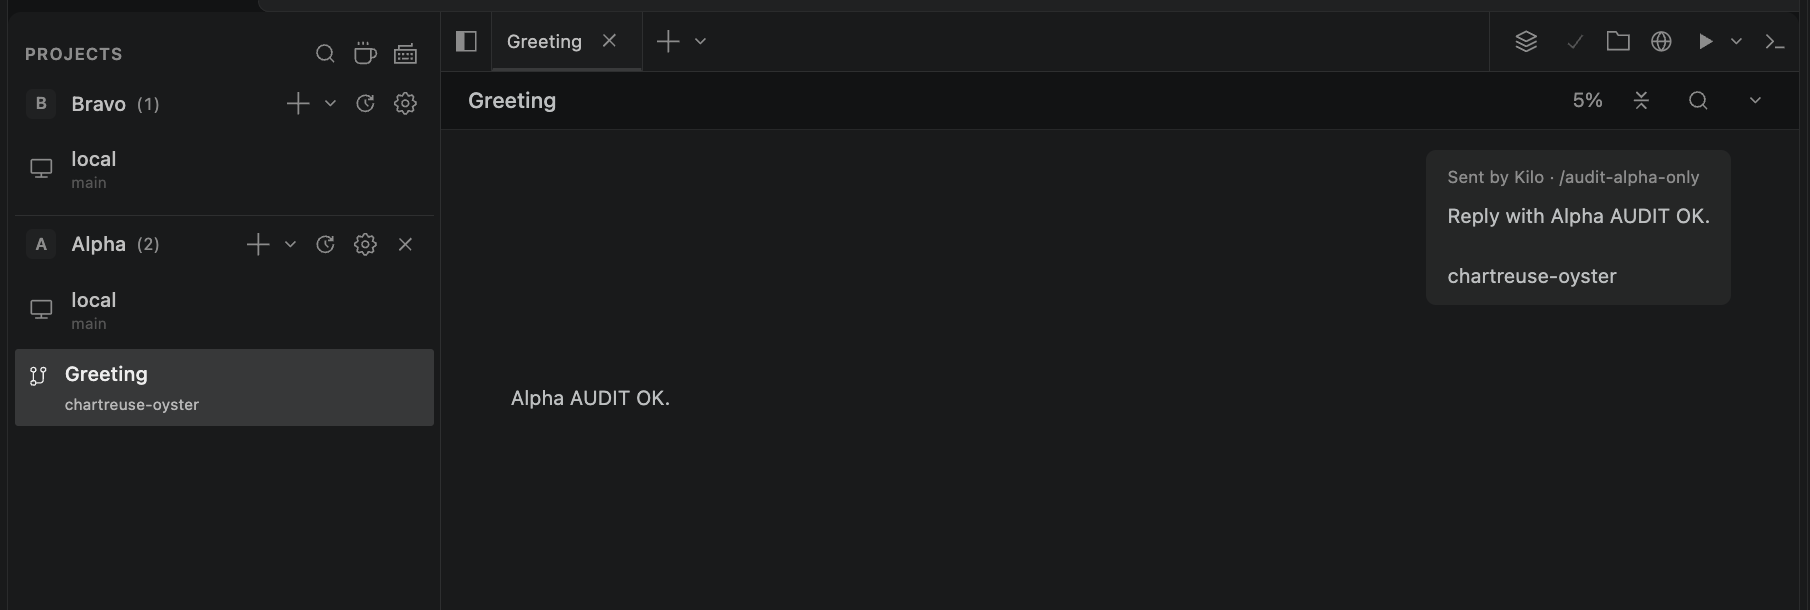 PROJECTS
B Bravo (1)
local
main
A Alpha (2)
local
main
Greeting
chartreuse-oyster
Greeting
Greeting
5%
Sent by Kilo · /audit-alpha-only
Reply with Alpha AUDIT OK.
chartreuse-oyster
Alpha AUDIT OK.